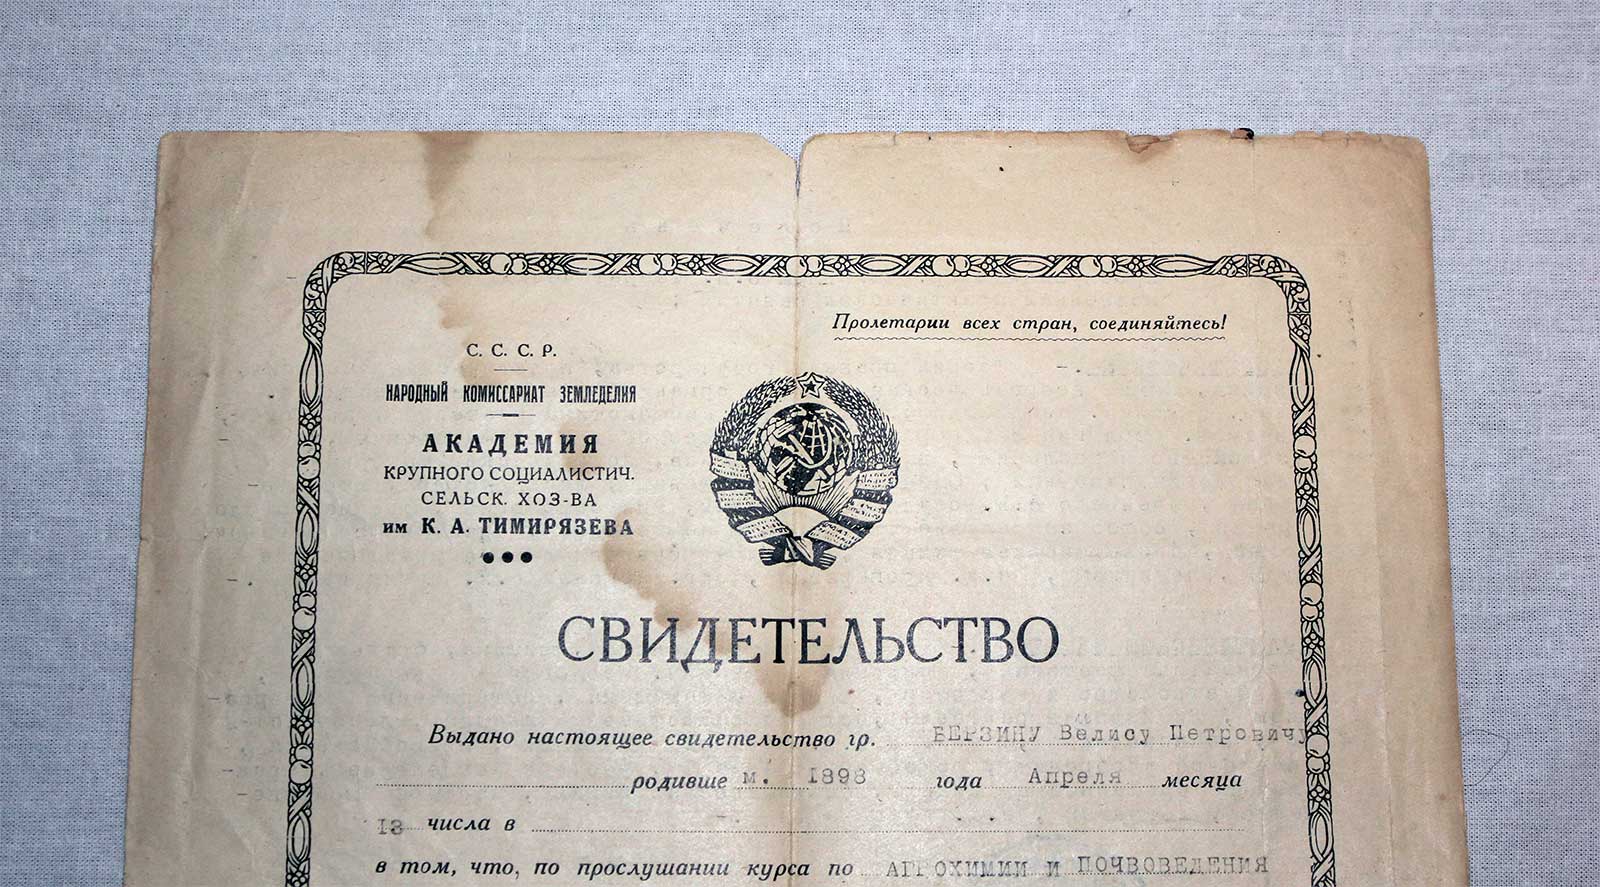 Пролетарии всех стран, соединяйтесь!
С. С. С. Р.
НАРОДНЫЙ КОМИССАРИАТ ЗЕМЛЕДЕЛИЯ
АКАДЕМИЯ
КРУПНОГО СОЦИАЛИСТИЧ.
СЕЛЬСК. ХОЗ-ВА
им К. А. ТИМИРЯЗЕВА
СВИДЕТЕЛЬСТВО
Выдано настоящее свидетельство гр. БЕРЗИНУ Велису Петровичу
родивше м. 1898 года Апреля месяца
13 числа в
в том, что, по прослушании курса по АГРОХИМИИ И ПОЧВОВЕДЕНИЯ